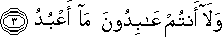 وَلَآ أَنتُمْ عَـٰبِدُونَ مَآ أَعْبُدُ ٣